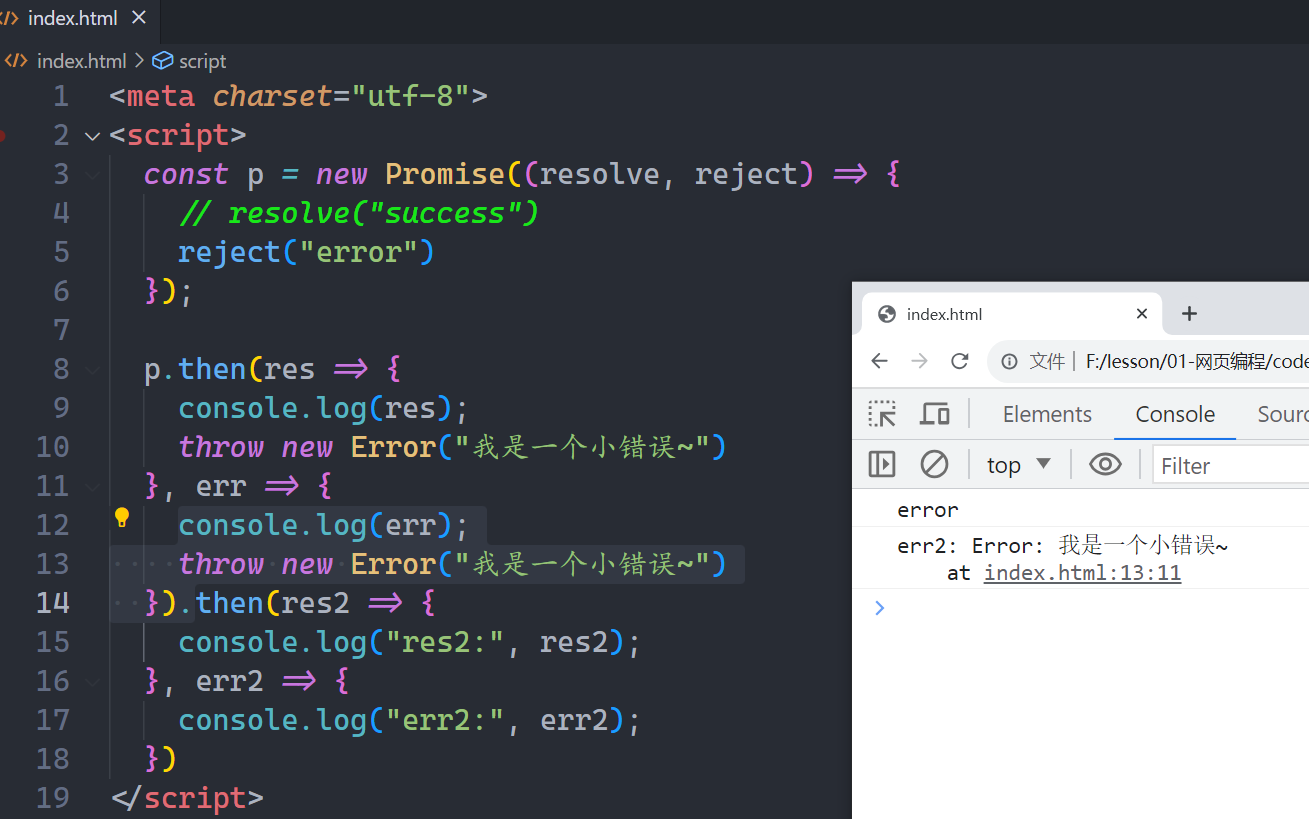 index.html
index.html > script
1 <meta charset="utf-8">
2 <script>
3 const p = new Promise((resolve, reject) => {
4 // resolve("success")
5 reject("error")
6 });
7
8 p.then(res => {
9 console.log(res);
10 throw new Error("我是一个小错误~")
11 }, err => {
12 console.log(err);
13 throw new Error("我是一个小错误~")
14 }).then(res2 => {
15 console.log("res2:", res2);
16 }, err2 => {
17 console.log("err2:", err2);
18 })
19 </script>
index.html
文件 | F:/lesson/01-网页编程/code
Elements Console Sourc
top Filter
error
err2: Error: 我是一个小错误~
at index.html:13:11